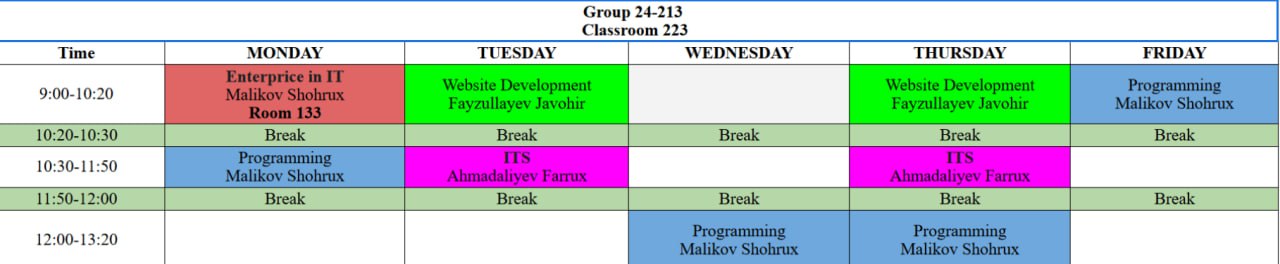 Group 24-213
Classroom 223
Time MONDAY TUESDAY WEDNESDAY THURSDAY FRIDAY
9:00-10:20
Enterprice in IT
Malikov Shohrux
Room 133
Website Development
Fayzullayev Javohir
Website Development
Fayzullayev Javohir
Programming
Malikov Shohrux
10:20-10:30 Break Break Break Break Break
10:30-11:50
Programming
Malikov Shohrux
ITS
Ahmadaliyev Farrux
ITS
Ahmadaliyev Farrux
11:50-12:00 Break Break Break Break Break
12:00-13:20
Programming
Malikov Shohrux
Programming
Malikov Shohrux